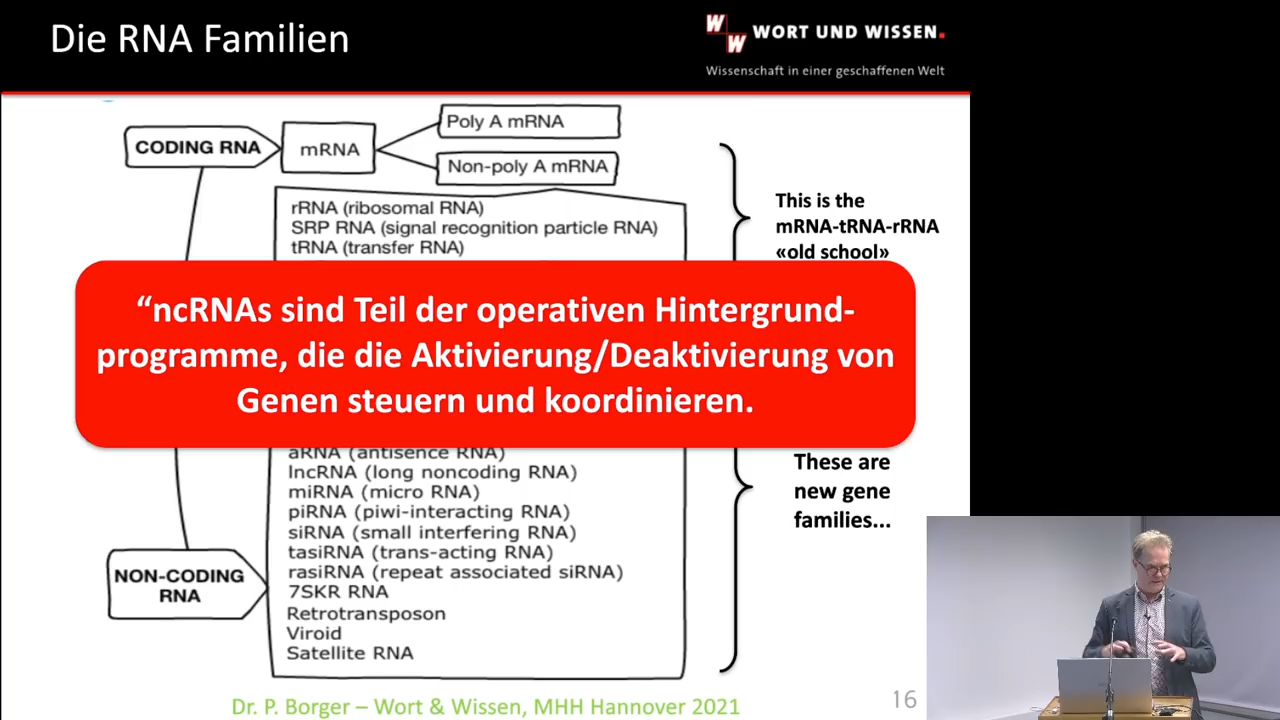 Die RNA Familien
W
W
WORT UND WISSEN.
Wissenschaft in einer geschaffenen Welt
CODING RNA
mRNA
Poly A mRNA
Non-poly A mRNA
rRNA (ribosomal RNA)
SRP RNA (signal recognition particle RNA)
tRNA (transfer RNA)
This is the
mRNA-tRNA-rRNA
«old school»
“ncRNAs sind Teil der operativen Hintergrund-
programme, die die Aktivierung/Deaktivierung von
Genen steuern und koordinieren.
aRNA (antisence RNA)
lncRNA (long noncoding RNA)
miRNA (micro RNA)
piRNA (piwi-interacting RNA)
siRNA (small interfering RNA)
tasiRNA (trans-acting RNA)
rasiRNA (repeat associated siRNA)
7SKR RNA
Retrotransposon
Viroid
Satellite RNA
NON-CODING
RNA
These are
new gene
families...
Dr. P. Borger – Wort & Wissen, MHH Hannover 2021
16